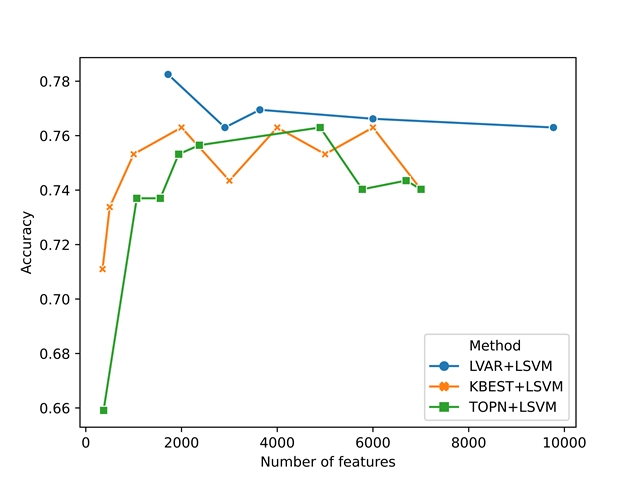 0.78
0.76
0.74
0.72
0.70
0.68
0.66
Accuracy
0
2000
4000
6000
8000
10000
Number of features
Method
LVAR+LSVM
KBEST+LSVM
TOPN+LSVM